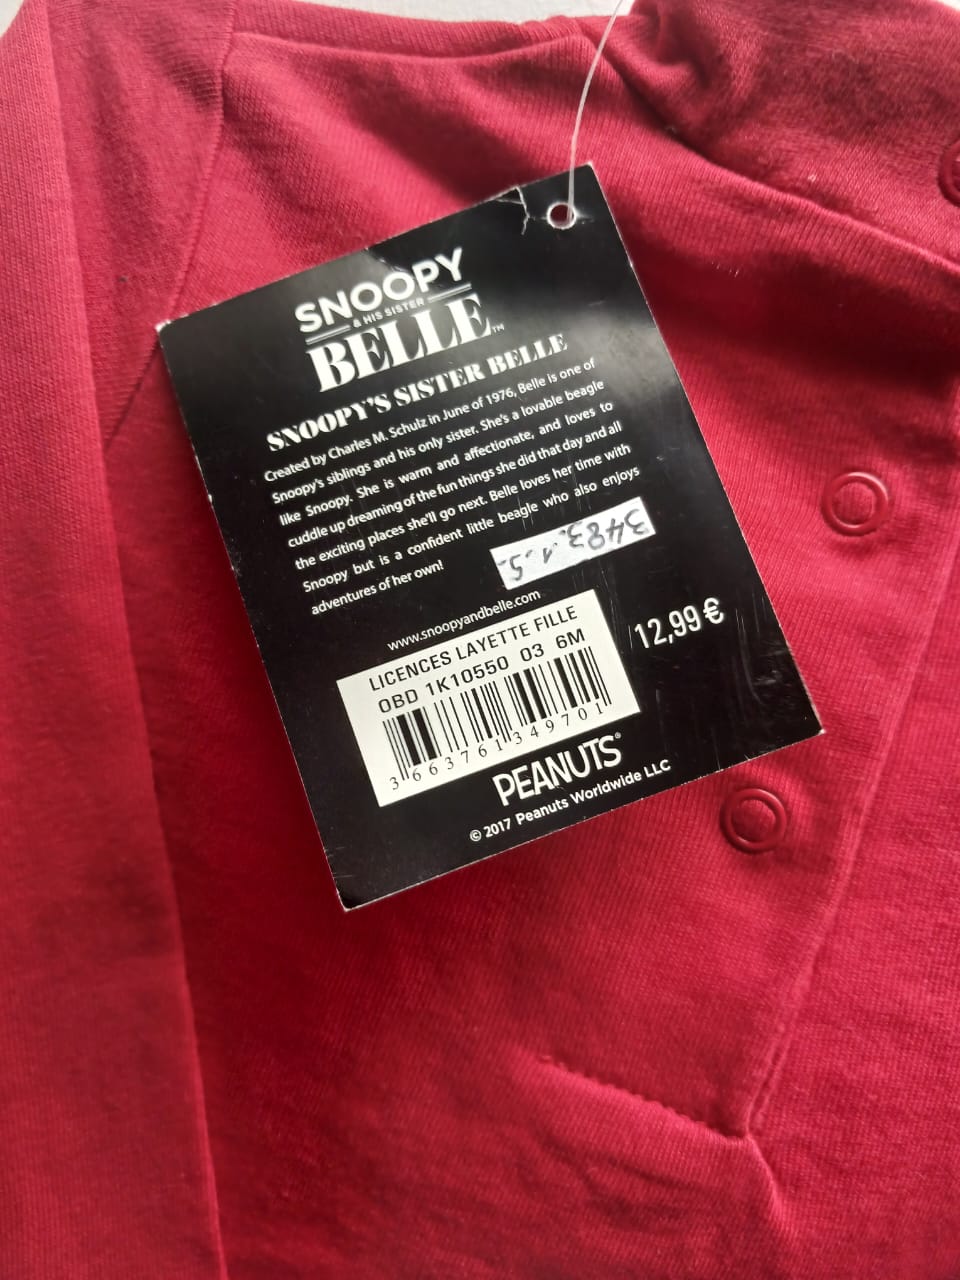 SNOOPY
& HIS SISTER
BELLE™
SNOOPY'S SISTER BELLE
Created by Charles M. Schulz in June of 1976, Belle is one of
Snoopy's siblings and his only sister. She's a lovable beagle
like Snoopy. She is warm and affectionate, and loves to
cuddle up dreaming of the fun things she did that day and all
the exciting places she'll go next. Belle loves her time with
Snoopy but is a confident little beagle who also enjoys
adventures of her own!
3483. 1.5.
www.snoopyandbelle.com
LICENCES LAYETTE FILLE
OBD 1K10550 03 6M
3 663761 349701
12,99 €
PEANUTS®
© 2017 Peanuts Worldwide LLC